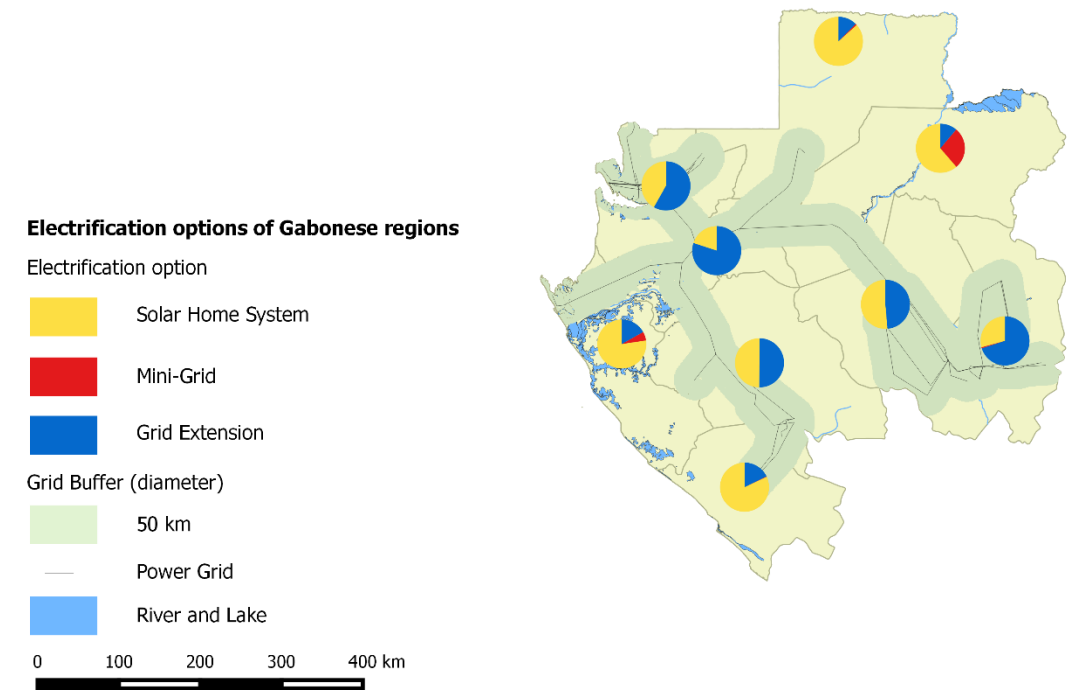 Electrification options of Gabonese regions
Electrification option
Solar Home System
Mini-Grid
Grid Extension
Grid Buffer (diameter)
50 km
Power Grid
River and Lake
0 100 200 300 400 km